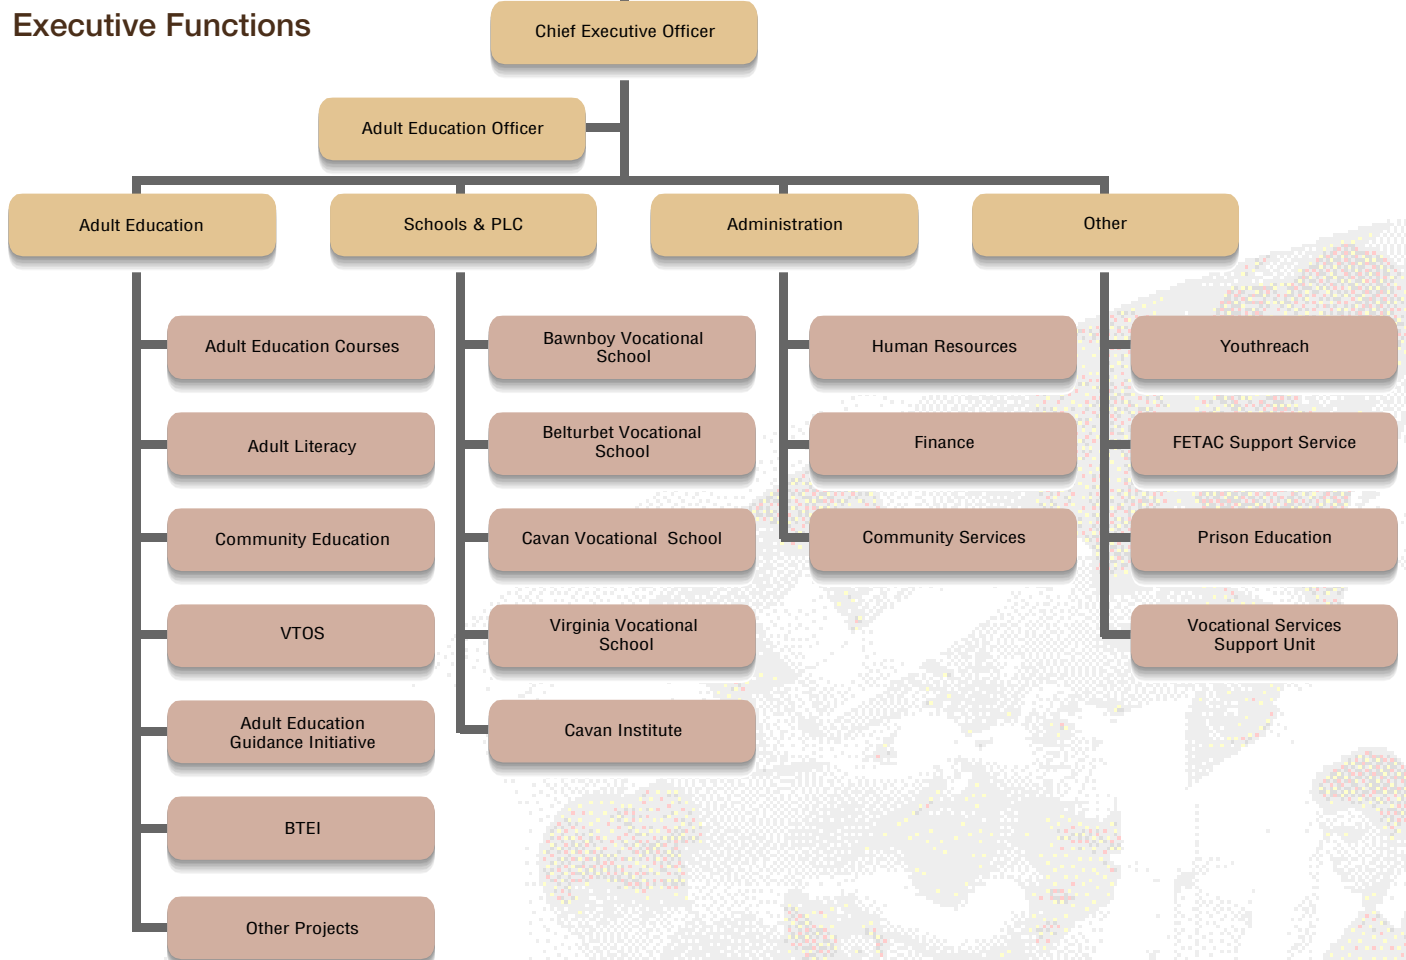 Executive Functions
Chief Executive Officer
Adult Education Officer
Adult Education
Schools & PLC
Administration
Other
Adult Education Courses
Adult Literacy
Community Education
VTOS
Adult Education
Guidance Initiative
BTEI
Other Projects
Bawnboy Vocational
School
Belturbet Vocational
School
Cavan Vocational School
Virginia Vocational
School
Cavan Institute
Human Resources
Finance
Community Services
Youthreach
FETAC Support Service
Prison Education
Vocational Services
Support Unit